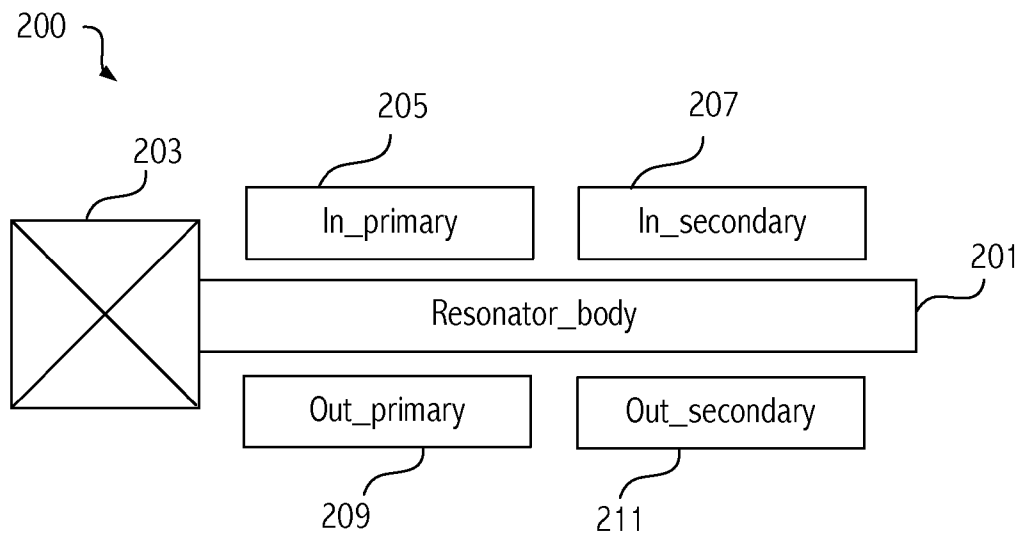 200
205
207
203
In_primary
In_secondary
201
Resonator_body
Out_primary
Out_secondary
209
211